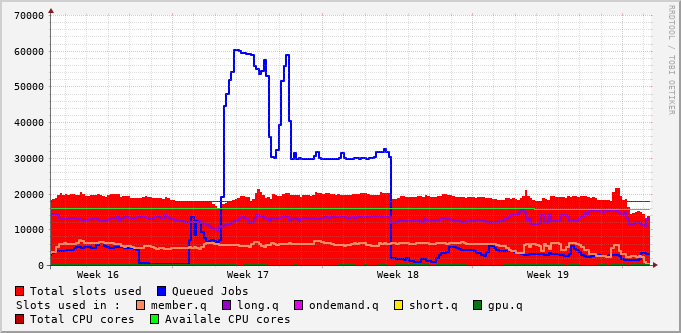 RRDTOOL / TOBI OETIKER
70000
60000
50000
40000
30000
20000
10000
0
Week 16 Week 17 Week 18 Week 19
Total slots used Queued Jobs
Slots used in : member.q long.q ondemand.q short.q gpu.q
Total CPU cores Availale CPU cores